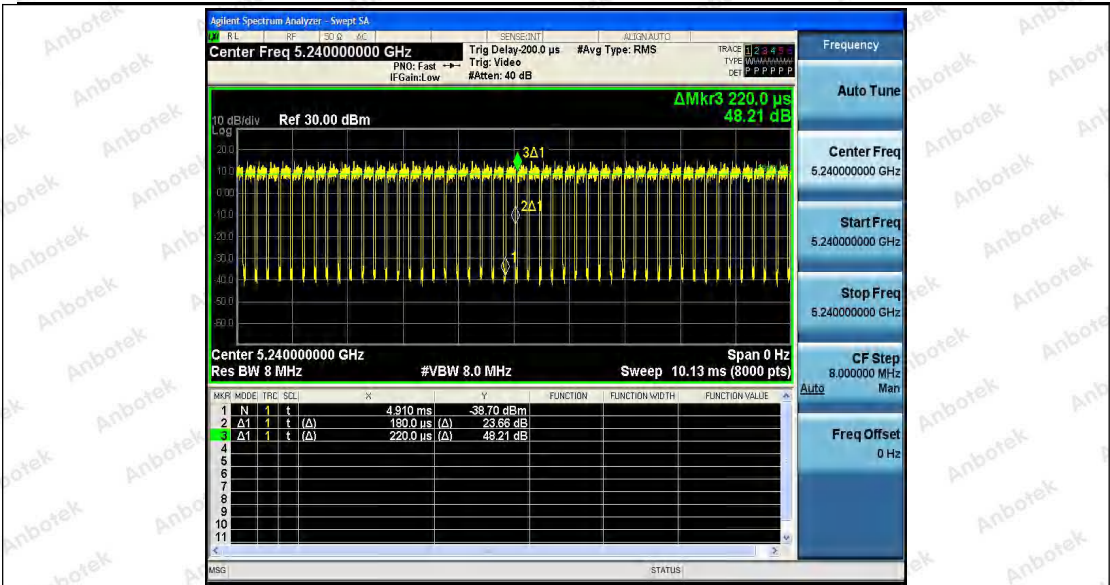 Agilent Spectrum Analyzer - Swept SA
RL RF 50 Ω AC SENSE:INT ALIGNAUTO
Center Freq 5.240000000 GHz
PNO: Fast
IFGain:Low
Trig Delay-200.0 µs
Trig: Video
#Atten: 40 dB
#Avg Type: RMS
TRACE 1 2 3 4 5 6
TYPE
DET P P P P P P
ΔMkr3 220.0 µs
48.21 dB
10 dB/div
Log
Ref 30.00 dBm
20.0
10.0
0.00
-10.0
-20.0
-30.0
-40.0
-50.0
-60.0
3Δ1
2Δ1
1
Center 5.240000000 GHz
Span 0 Hz
Res BW 8 MHz
#VBW 8.0 MHz
Sweep 10.13 ms (8000 pts)
MKR MODE TRC SCL X Y FUNCTION FUNCTION WIDTH FUNCTION VALUE
1 N 1 t 4.910 ms -38.70 dBm
2 Δ1 1 t (Δ) 180.0 µs (Δ) 23.66 dB
3 Δ1 1 t (Δ) 220.0 µs (Δ) 48.21 dB
4
5
6
7
8
9
10
11
MSG
STATUS
Frequency
Auto Tune
Center Freq
5.240000000 GHz
Start Freq
5.240000000 GHz
Stop Freq
5.240000000 GHz
CF Step
8.000000 MHz
Auto Man
Freq Offset
0 Hz
Anbotek